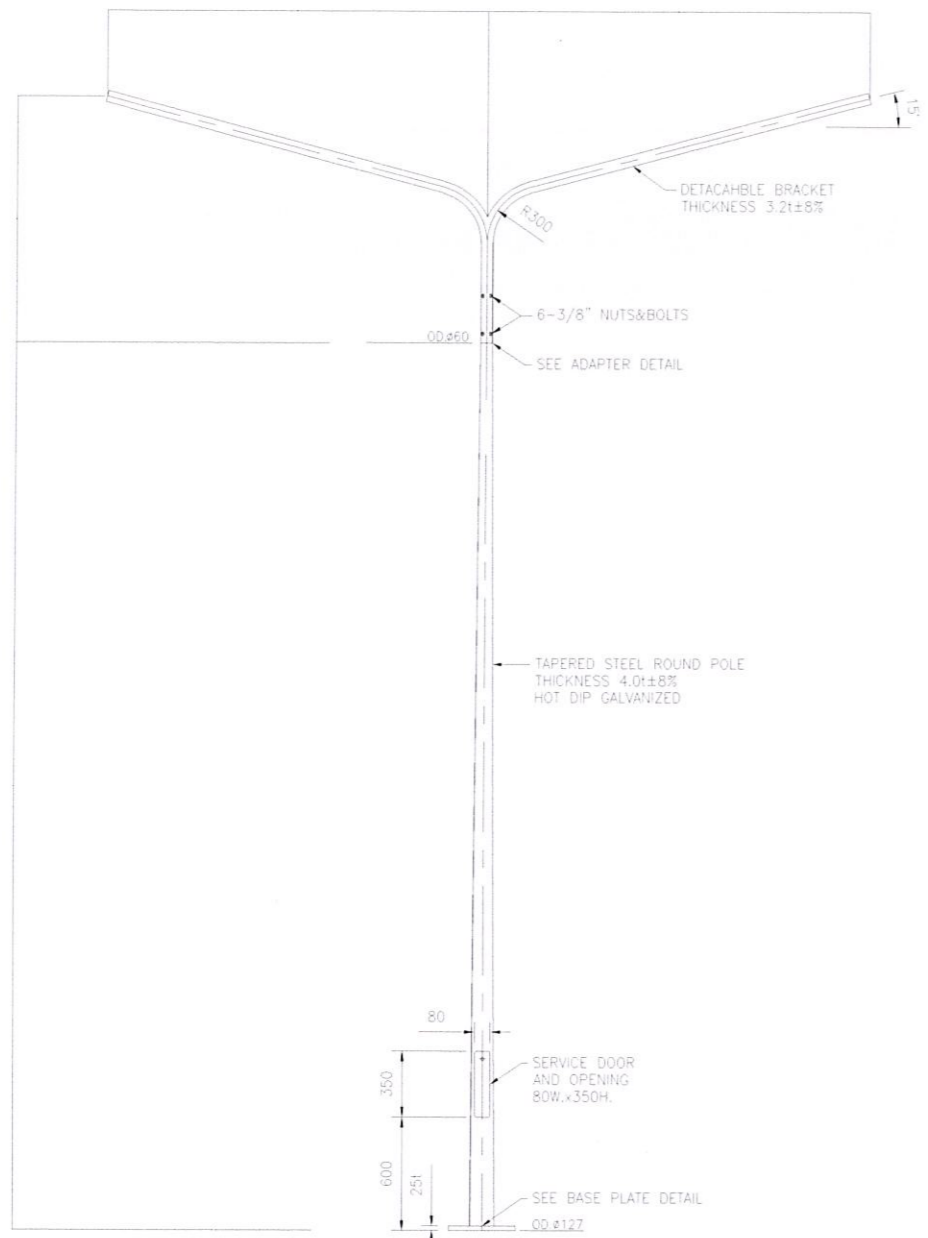 15°
DETACAHBLE BRACKET
THICKNESS 3.2t±8%
R300
6-3/8" NUTS&BOLTS
OD.ø60
SEE ADAPTER DETAIL
TAPERED STEEL ROUND POLE
THICKNESS 4.0t±8%
HOT DIP GALVANIZED
80
350
SERVICE DOOR
AND OPENING
80W.x350H.
600
25t
SEE BASE PLATE DETAIL
OD.ø127